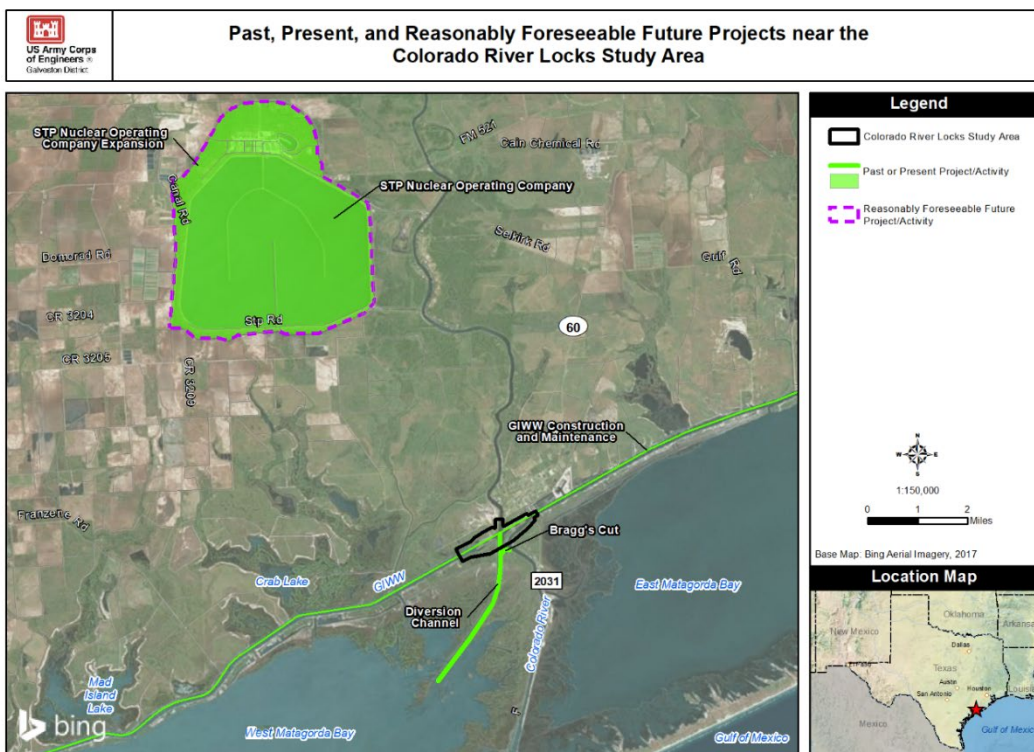 US Army Corps
of Engineers ®
Galveston District
Past, Present, and Reasonably Foreseeable Future Projects near the
Colorado River Locks Study Area
STP Nuclear Operating
Company Expansion
FM 521
Cain Chemical Rd
Canal Rd
STP Nuclear Operating Company
Selkirk Rd
Gulf Rd
Domorad Rd
CR 3204
Stp Rd
60
CR 3205
CR 3209
GIWW Construction
and Maintenance
Franzene Rd
Bragg's Cut
Crab Lake
GIWW
2031
East Matagorda Bay
Diversion
Channel
Colorado River
Mad
Island
Lake
bing
West Matagorda Bay
Gulf of Mexico
Legend
Colorado River Locks Study Area
Past or Present Project/Activity
Reasonably Foreseeable Future
Project/Activity
N
W
E
S
1:150,000
0 1 2
Miles
Base Map: Bing Aerial Imagery, 2017
Location Map
Oklahoma
New Mexico
Arkansas
Dallas
Texas
Austin
Houston
San Antonio
Mexico